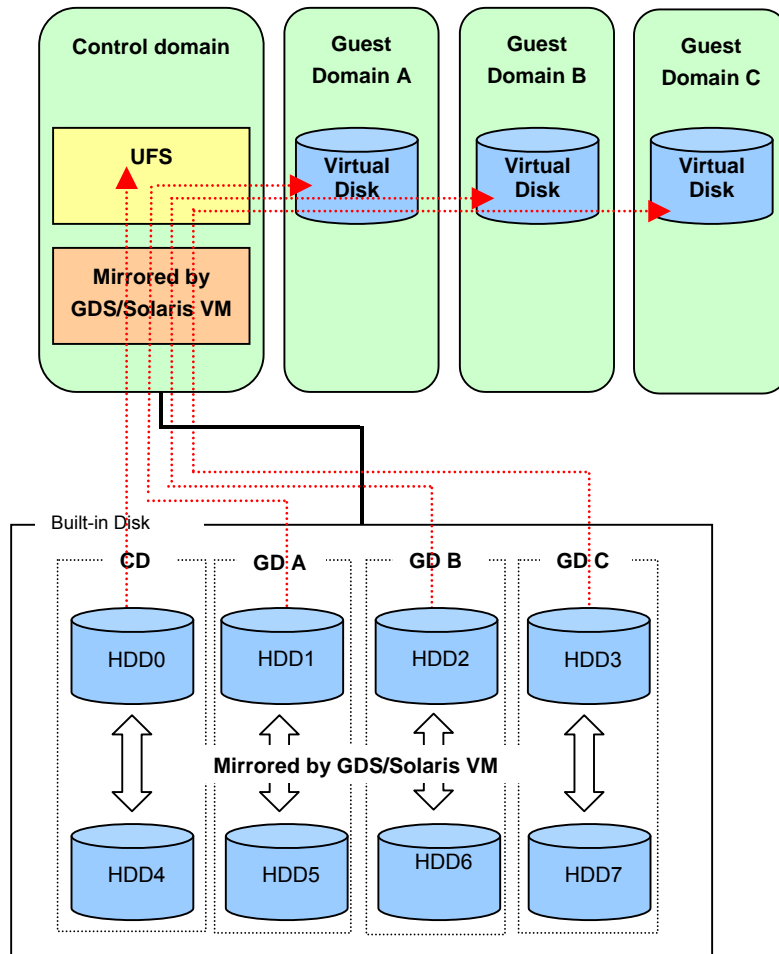 Control domain
Guest
Domain A
Guest
Domain B
Guest
Domain C
UFS
Virtual
Disk
Virtual
Disk
Virtual
Disk
Mirrored by
GDS/Solaris VM
Built-in Disk
CD
GD A
GD B
GD C
HDD0
HDD1
HDD2
HDD3
Mirrored by GDS/Solaris VM
HDD4
HDD5
HDD6
HDD7